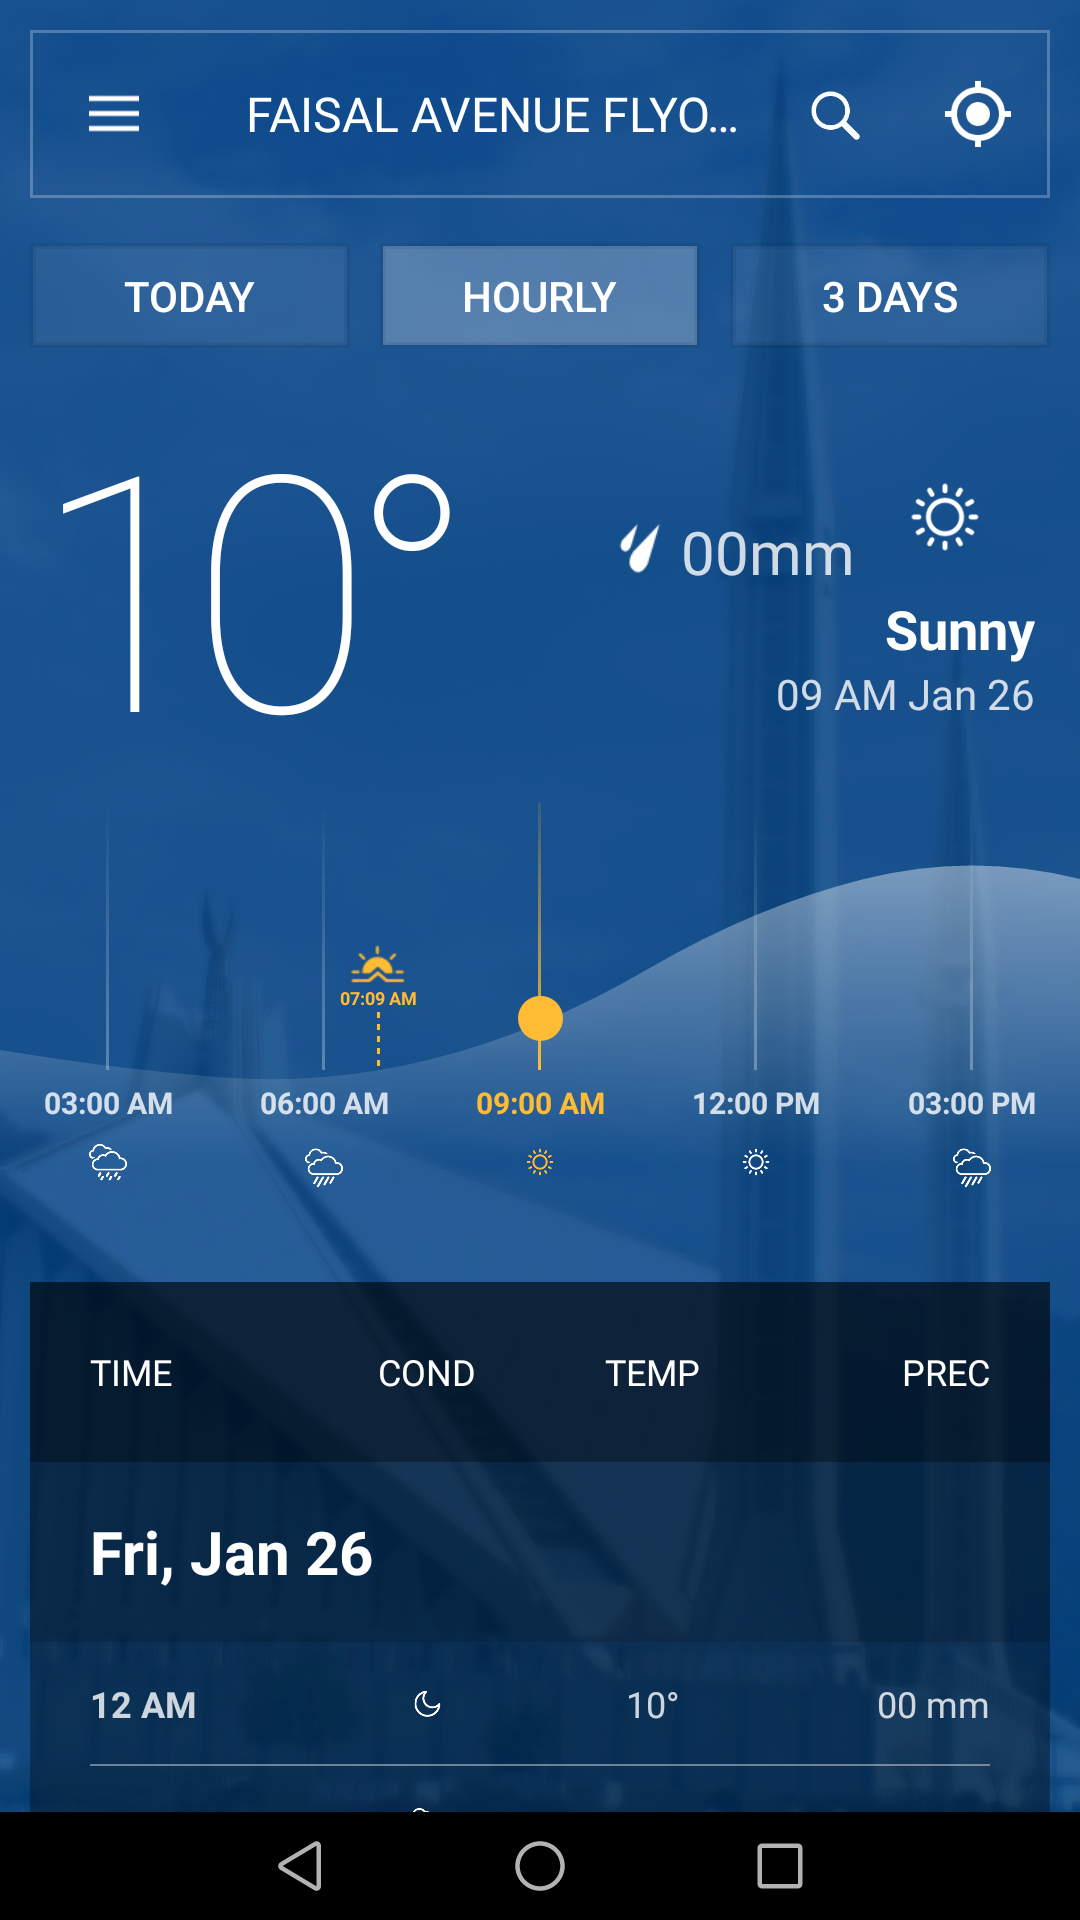 FAISAL AVENUE FLYO...
TODAY HOURLY 3 DAYS
10°
00mm
Sunny
09 AM Jan 26
07:09 AM
03:00 AM 06:00 AM 09:00 AM 12:00 PM 03:00 PM
TIME COND TEMP PREC
Fri, Jan 26
12 AM 10° 00 mm